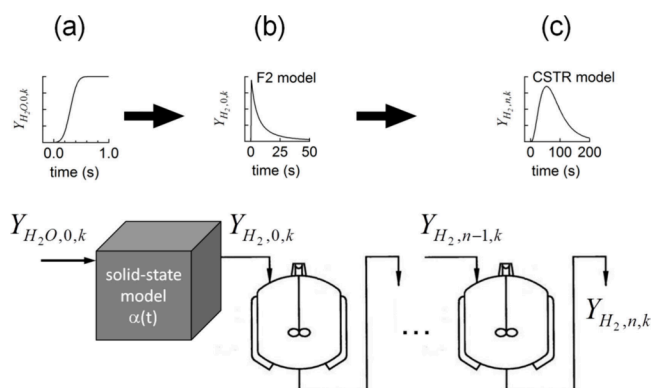 (a) (b) (c)
Y_{H_2O,0,k}
0.0 1.0
time (s)
Y_{H_2,0,k}
F2 model
0 25 50
time (s)
Y_{H_2,n,k}
CSTR model
0 100 200
time (s)
Y_{H_2O,0,k} Y_{H_2,0,k} Y_{H_2,n-1,k}
solid-state
model
α(t)
...
Y_{H_2,n,k}